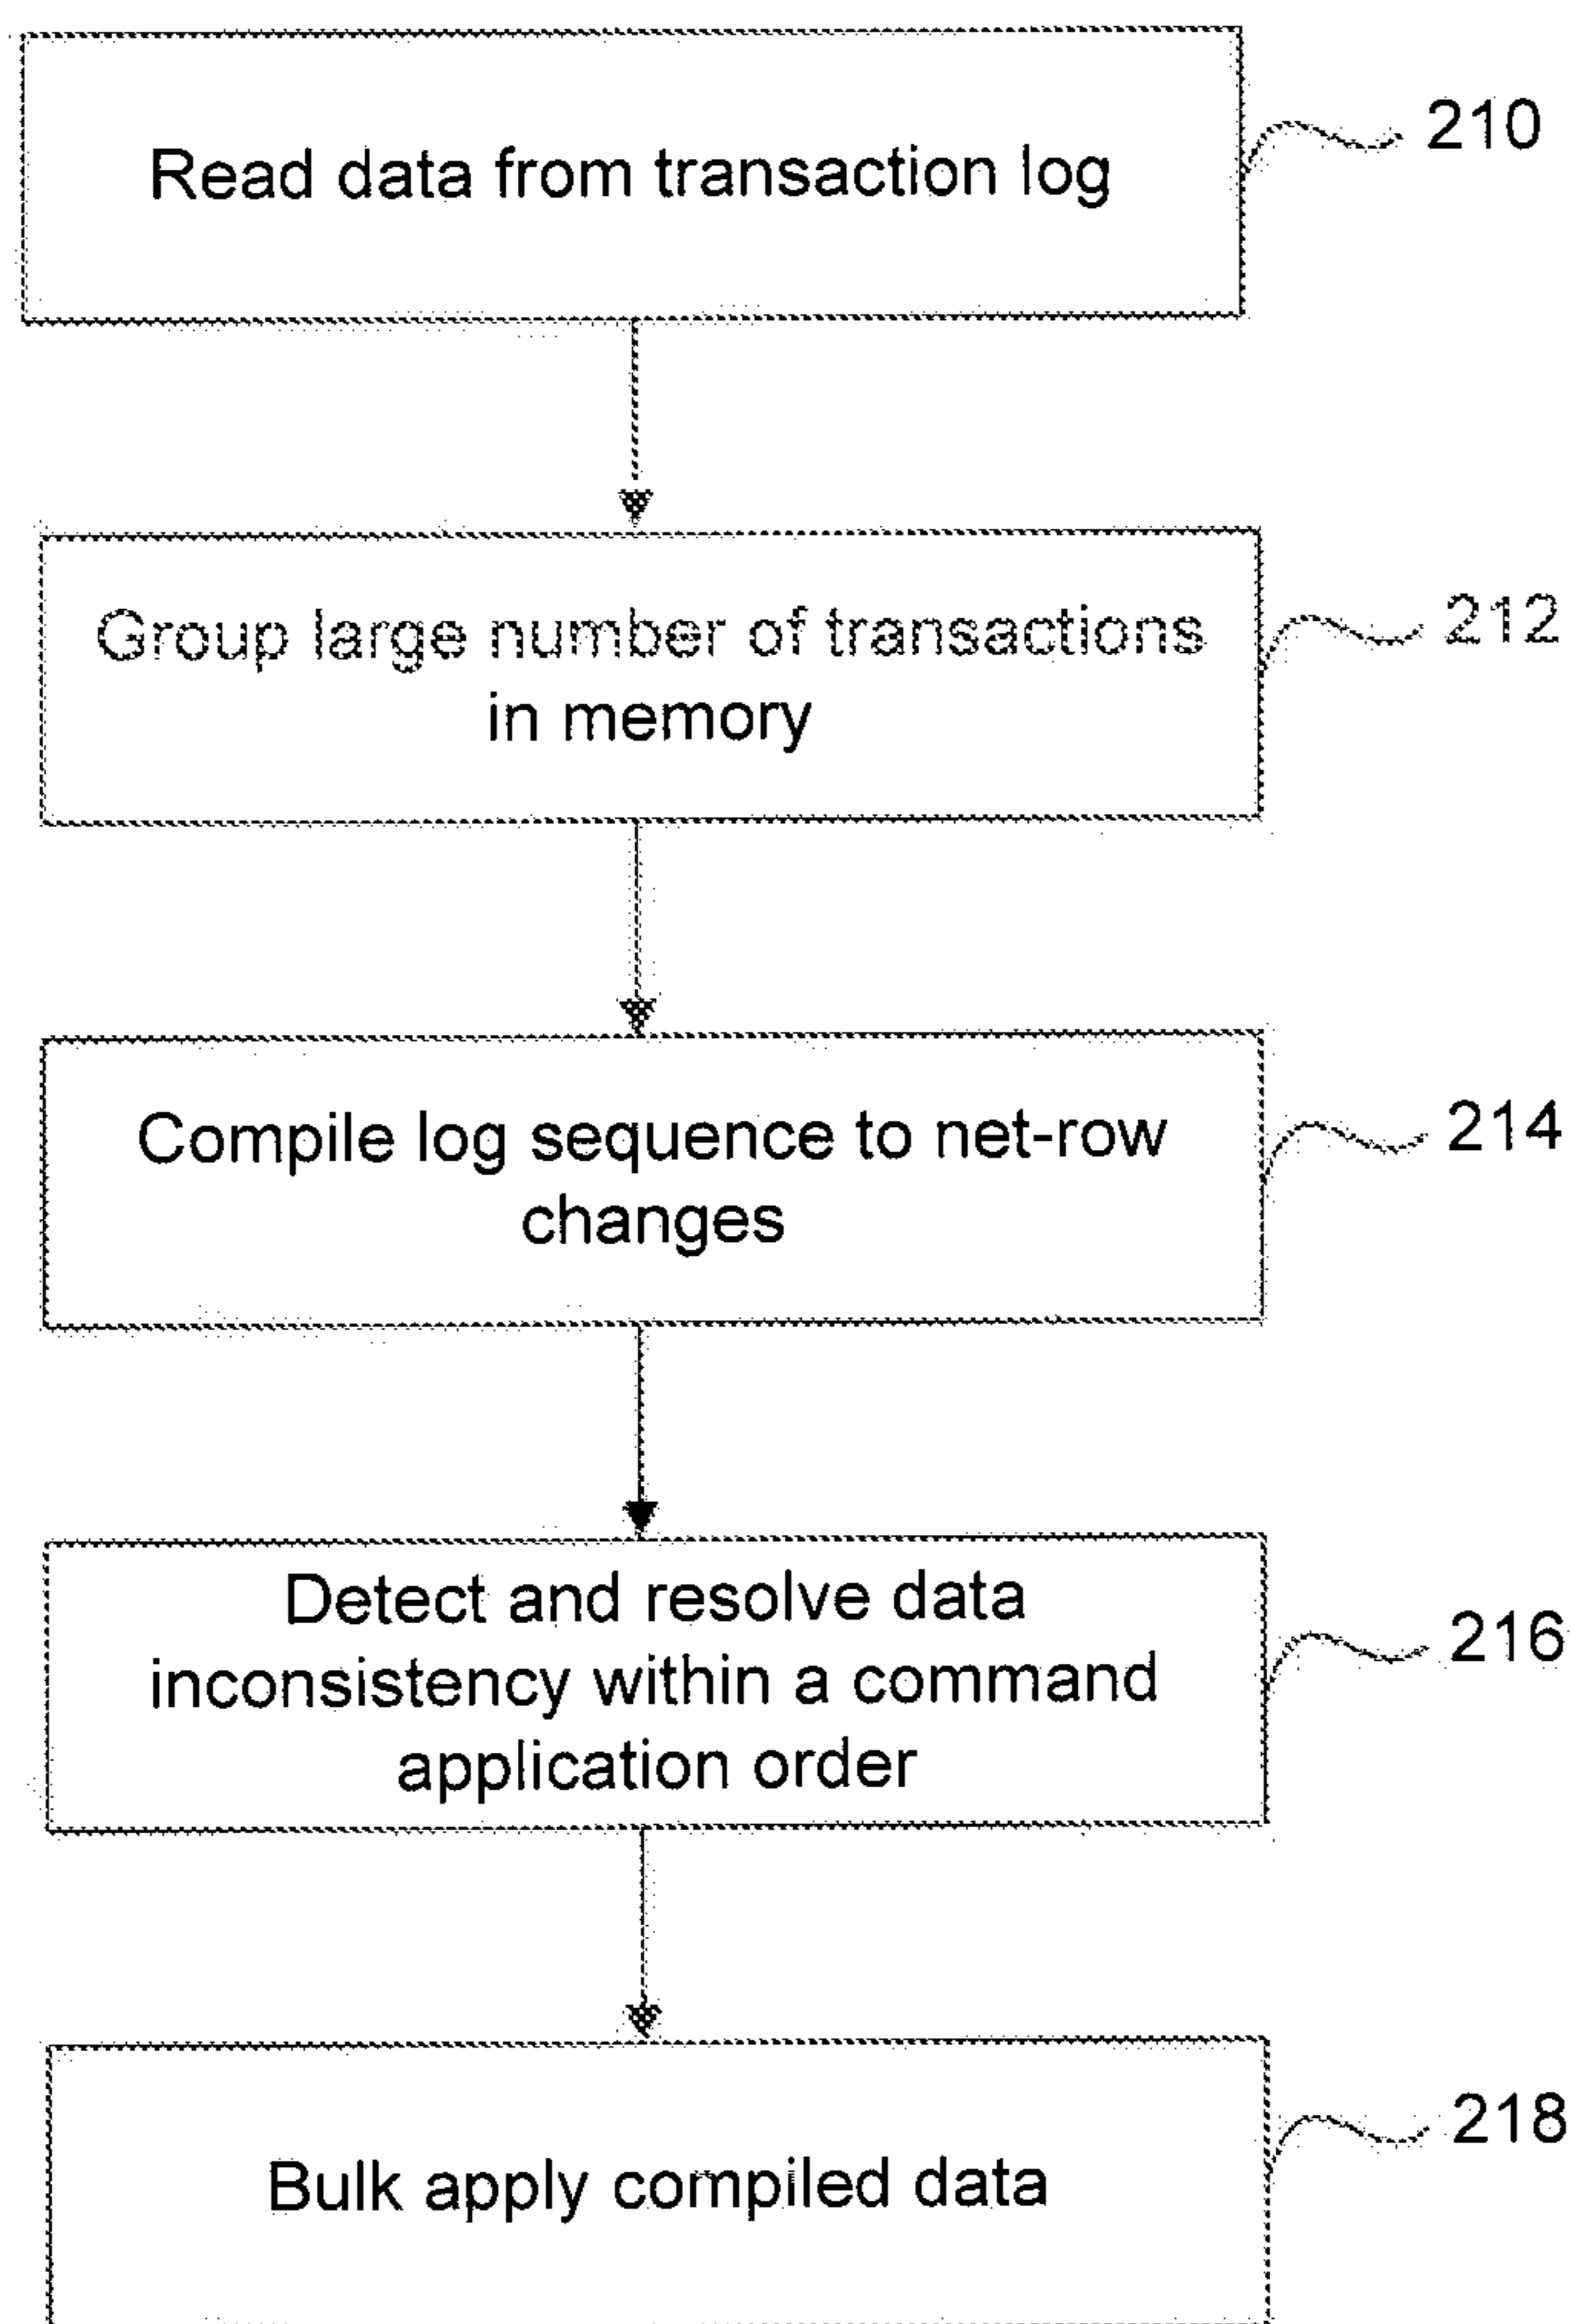 Read data from transaction log
210
Group large number of transactions
in memory
212
Compile log sequence to net-row
changes
214
Detect and resolve data
inconsistency within a command
application order
216
Bulk apply compiled data
218